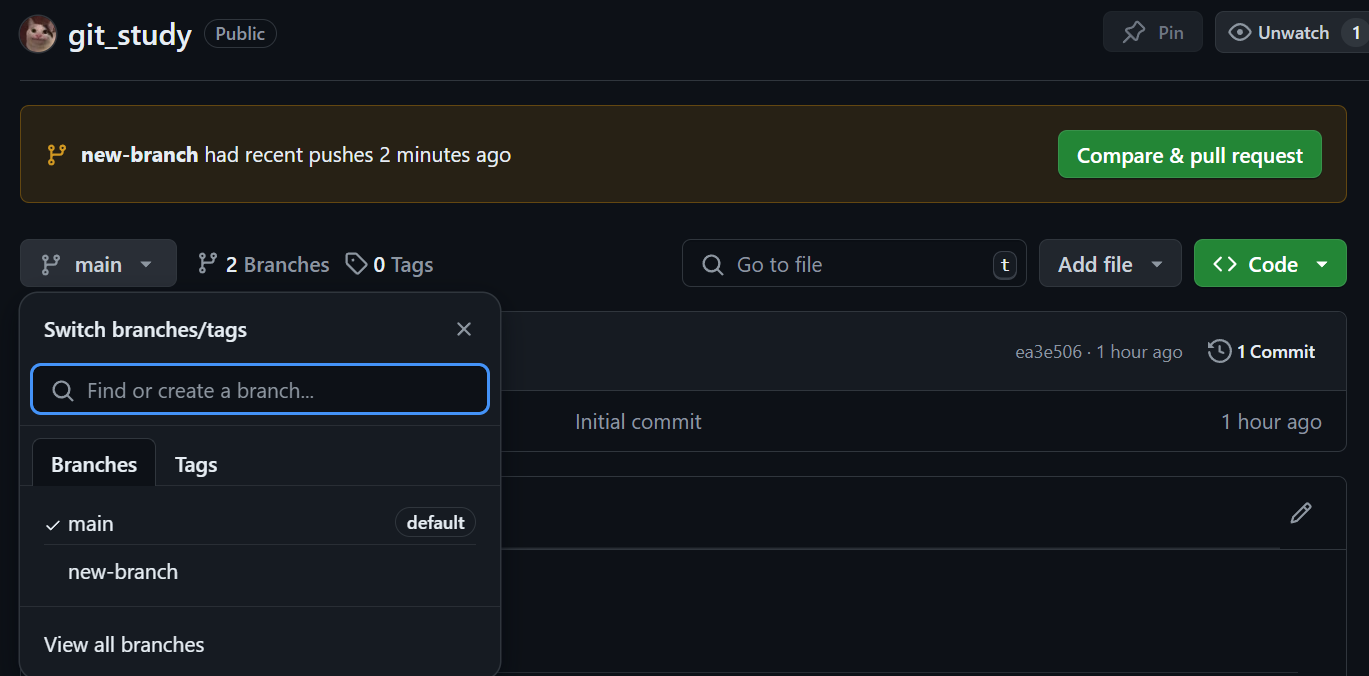 git_study Public Pin Unwatch 1
new-branch had recent pushes 2 minutes ago Compare & pull request
main 2 Branches 0 Tags Go to file t Add file Code
Switch branches/tags
ea3e506 · 1 hour ago 1 Commit
Find or create a branch...
Initial commit 1 hour ago
Branches Tags
main default
new-branch
View all branches